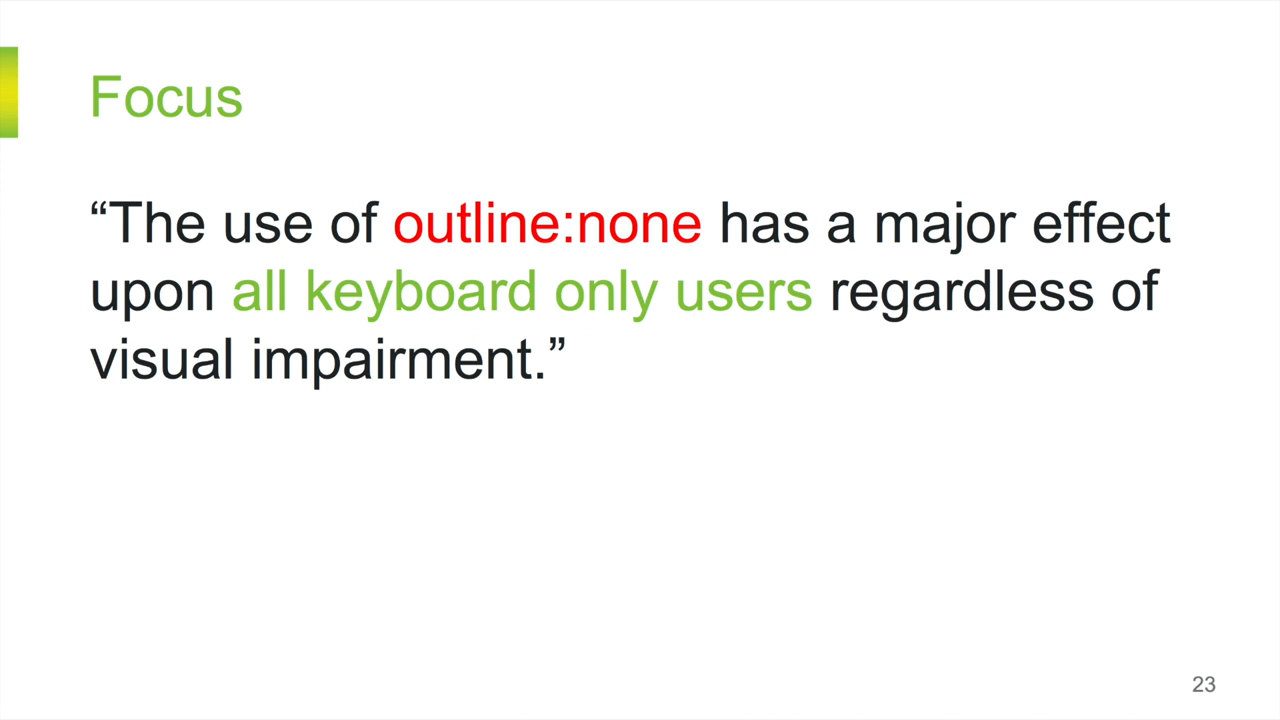 Focus
“The use of outline:none has a major effect
upon all keyboard only users regardless of
visual impairment.”
23